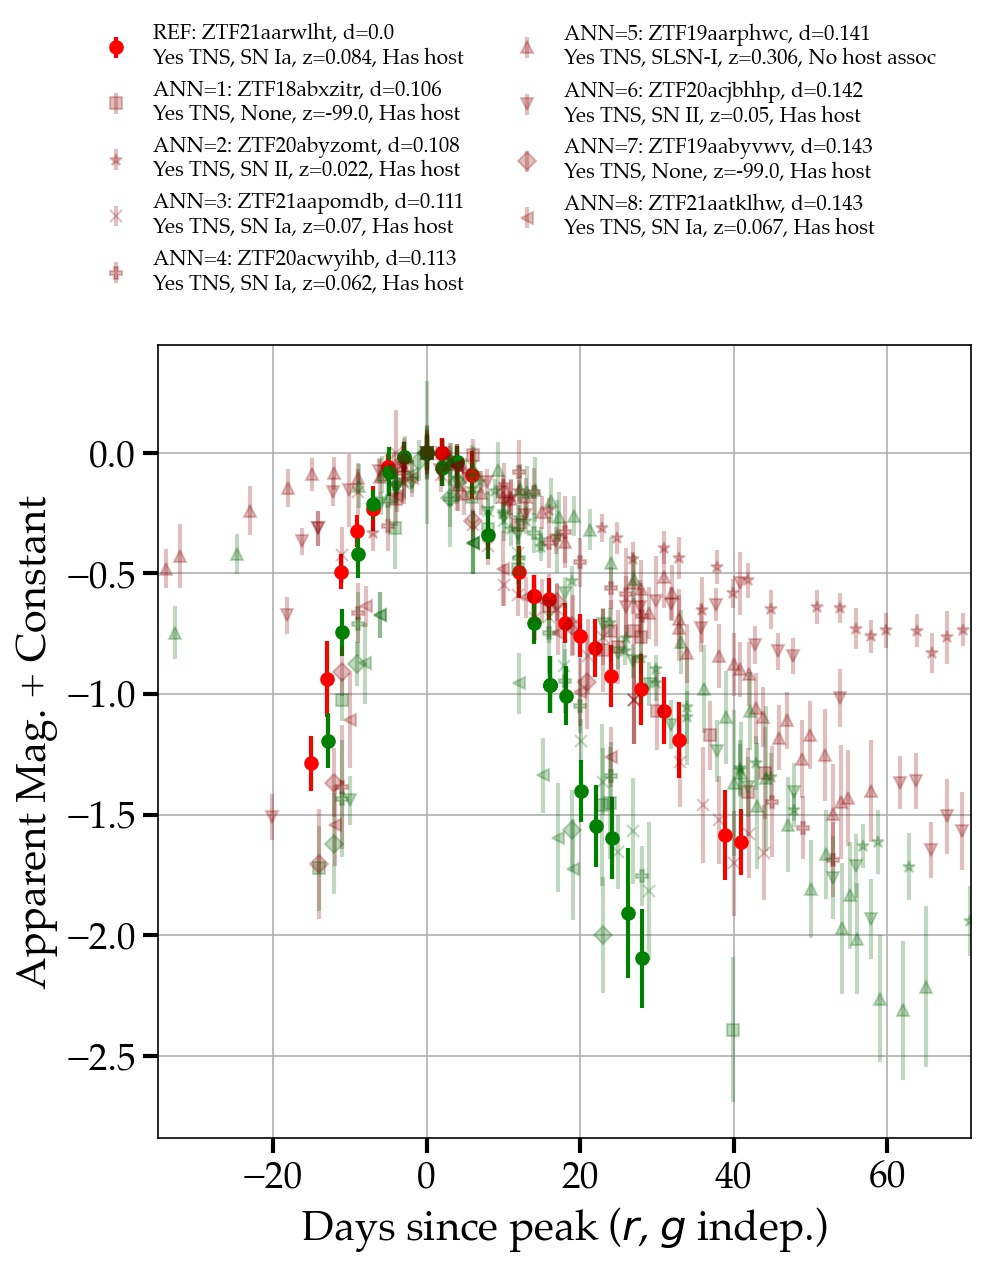 REF: ZTF21aarwlht, d=0.0
Yes TNS, SN Ia, z=0.084, Has host
ANN=1: ZTF18abxzitr, d=0.106
Yes TNS, None, z=-99.0, Has host
ANN=2: ZTF20abyzomt, d=0.108
Yes TNS, SN II, z=0.022, Has host
ANN=3: ZTF21aapomdb, d=0.111
Yes TNS, SN Ia, z=0.07, Has host
ANN=4: ZTF20acwyihb, d=0.113
Yes TNS, SN Ia, z=0.062, Has host
ANN=5: ZTF19aarphwc, d=0.141
Yes TNS, SLSN-I, z=0.306, No host assoc
ANN=6: ZTF20acjbhhp, d=0.142
Yes TNS, SN II, z=0.05, Has host
ANN=7: ZTF19aabyvwv, d=0.143
Yes TNS, None, z=-99.0, Has host
ANN=8: ZTF21aatklhw, d=0.143
Yes TNS, SN Ia, z=0.067, Has host
Apparent Mag. + Constant
0.0
−0.5
−1.0
−1.5
−2.0
−2.5
−20 0 20 40 60
Days since peak (r, g indep.)